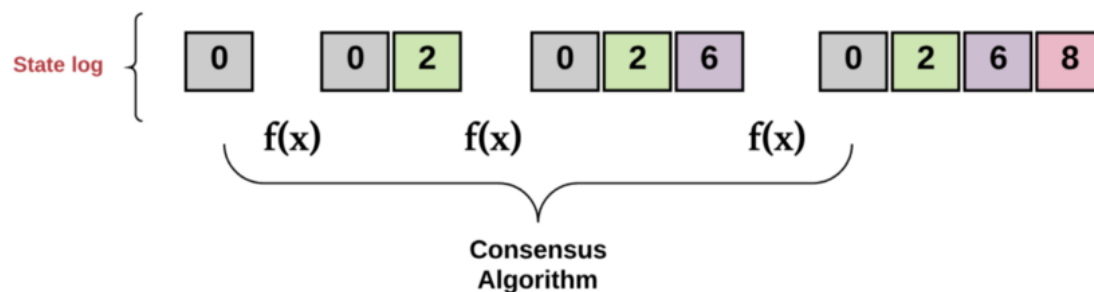 State log
0 0 2 0 2 6 0 2 6 8
f(x) f(x) f(x)
Consensus
Algorithm